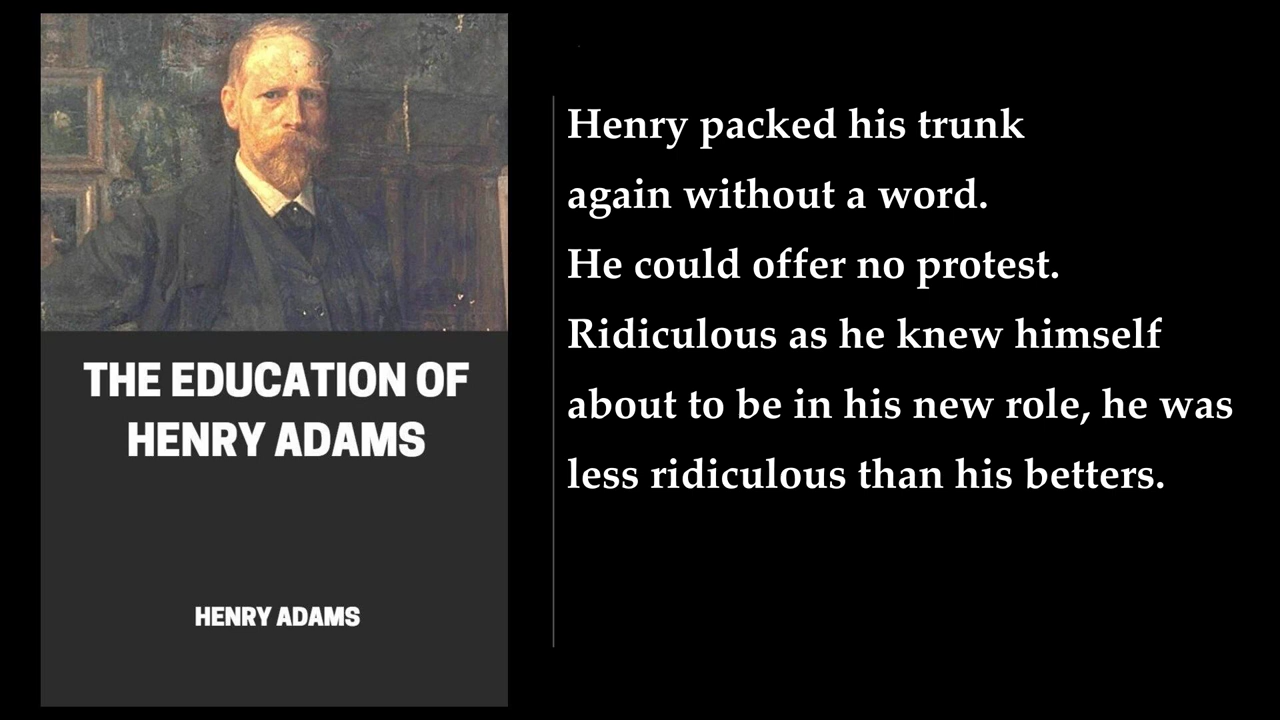 THE EDUCATION OF
HENRY ADAMS
HENRY ADAMS
Henry packed his trunk
again without a word.
He could offer no protest.
Ridiculous as he knew himself
about to be in his new role, he was
less ridiculous than his betters.